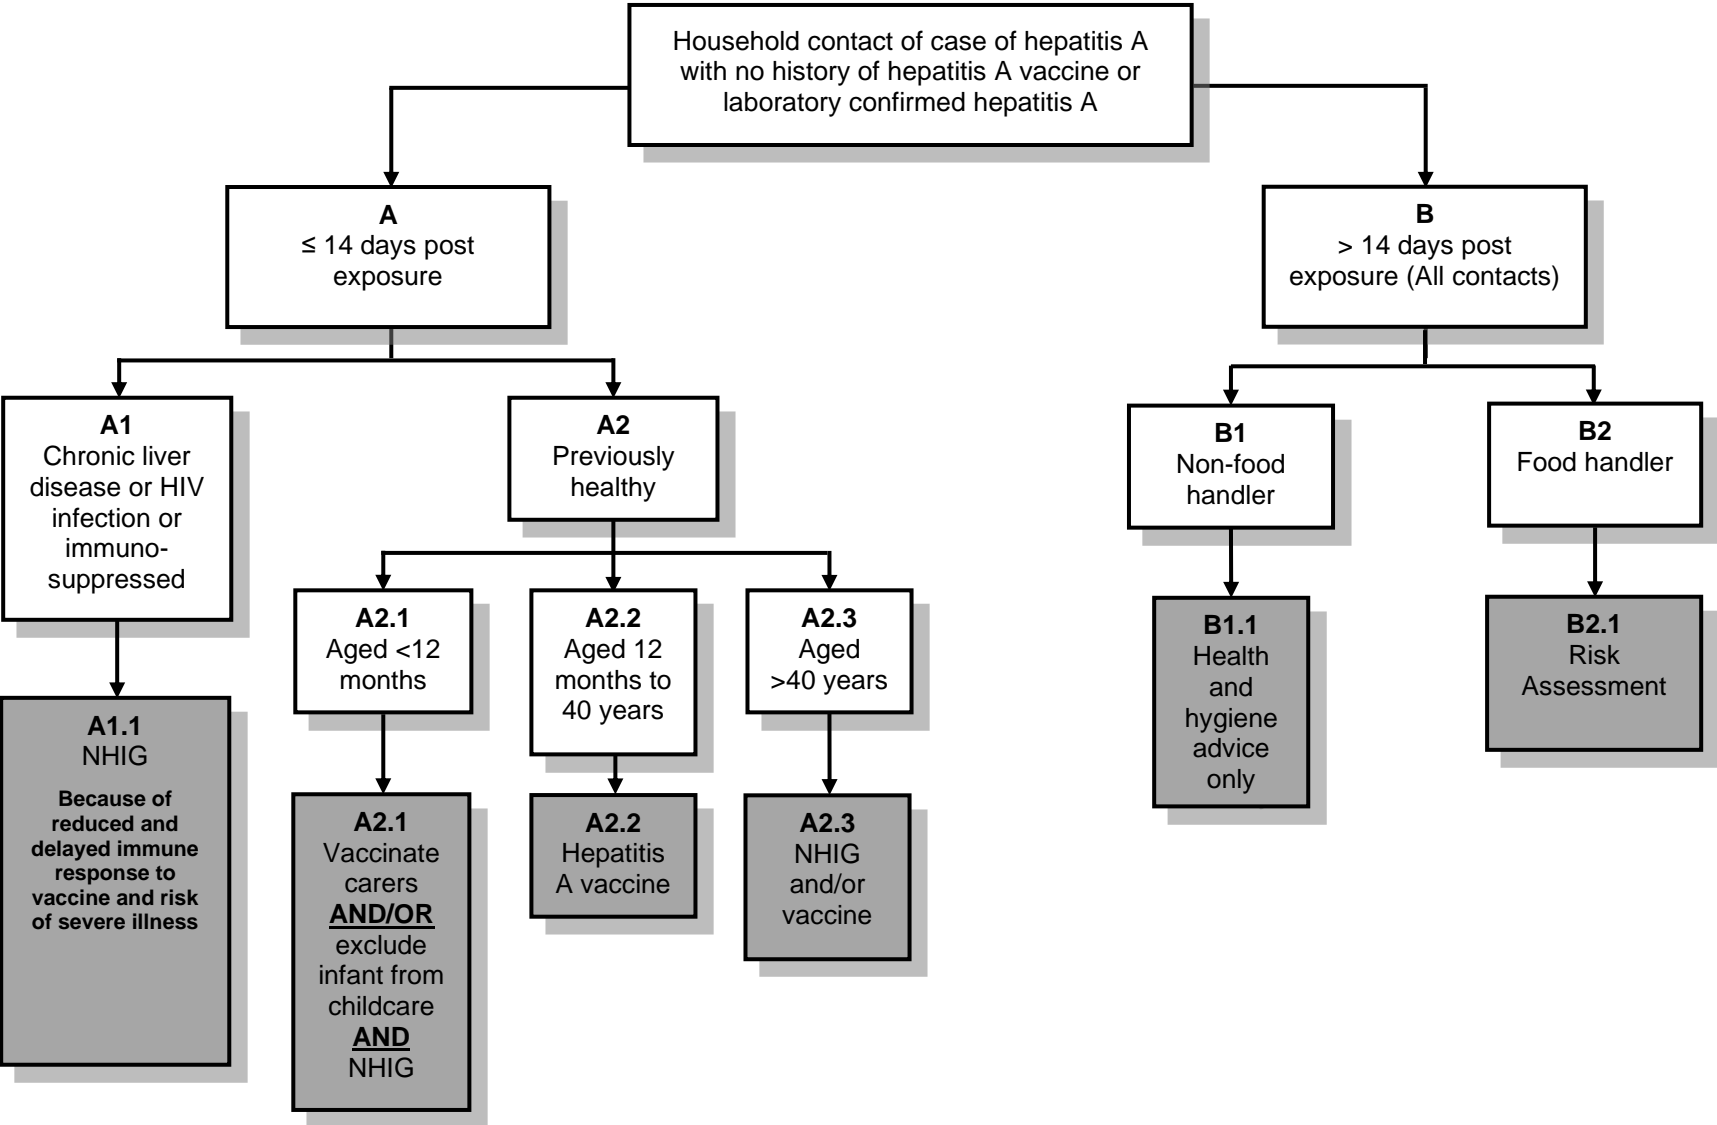 Household contact of case of hepatitis A
with no history of hepatitis A vaccine or
laboratory confirmed hepatitis A
A
≤ 14 days post
exposure
B
> 14 days post
exposure (All contacts)
A1
Chronic liver
disease or HIV
infection or
immuno-
suppressed
A2
Previously
healthy
B1
Non-food
handler
B2
Food handler
A2.1
Aged <12
months
A2.2
Aged 12
months to
40 years
A2.3
Aged
>40 years
B1.1
Health
and
hygiene
advice
only
B2.1
Risk
Assessment
A1.1
NHIG
Because of
reduced and
delayed immune
response to
vaccine and risk
of severe illness
A2.1
Vaccinate
carers
AND/OR
exclude
infant from
childcare
AND
NHIG
A2.2
Hepatitis
A vaccine
A2.3
NHIG
and/or
vaccine